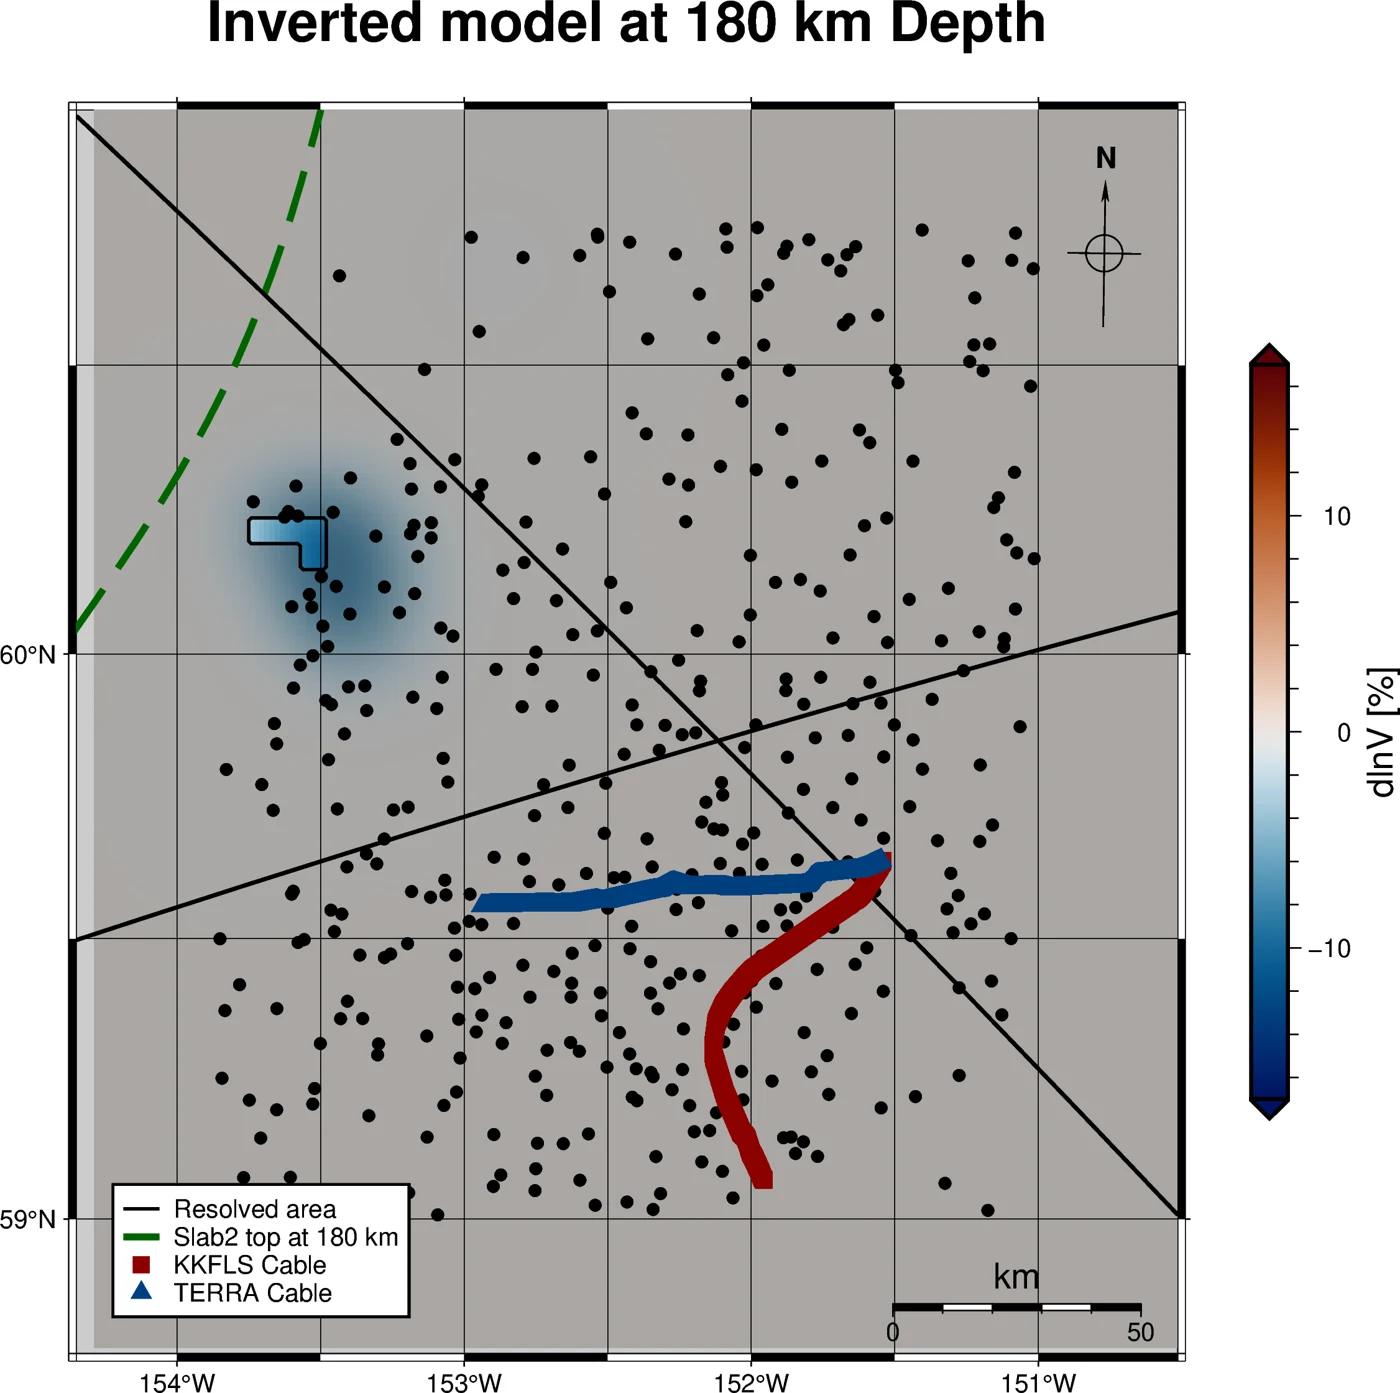 Inverted model at 180 km Depth
N
60°N
59°N
154°W
153°W
152°W
151°W
Resolved area
Slab2 top at 180 km
KKFLS Cable
TERRA Cable
km
0
50
10
0
−10
dlnV [%]